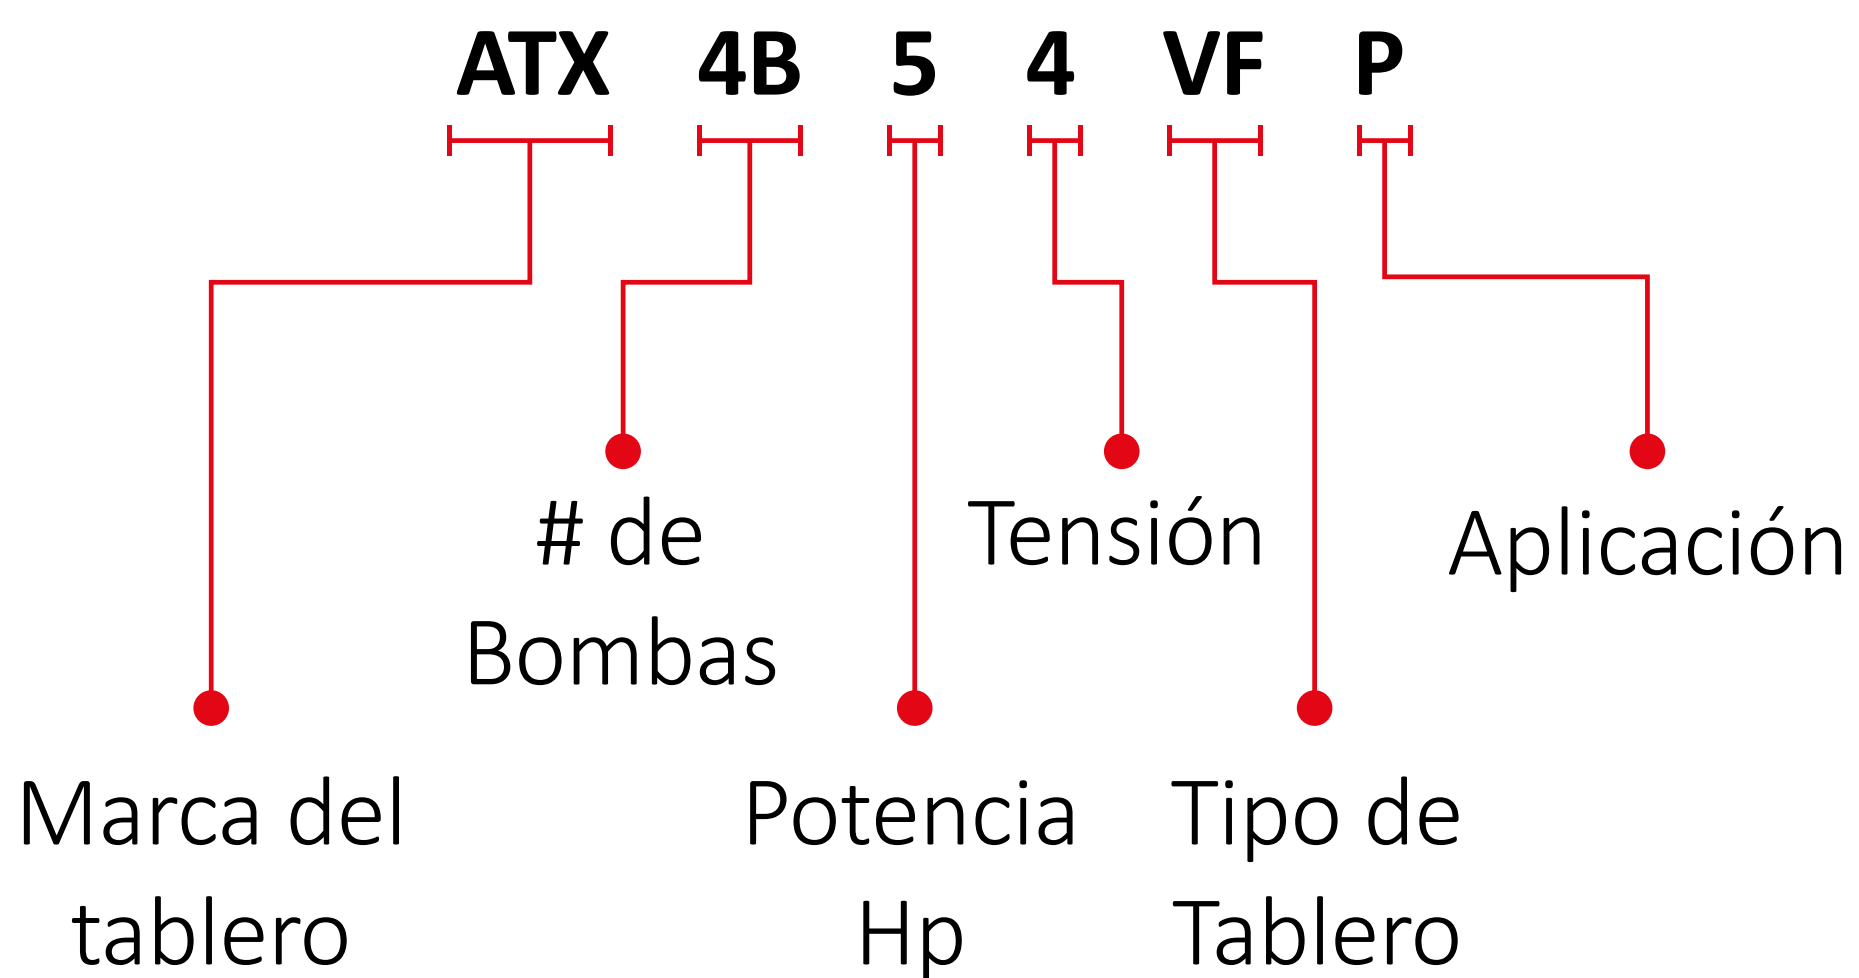 ATX 4B 5 4 VF P
# de
Bombas
Tensión
Aplicación
Marca del
tablero
Potencia
Hp
Tipo de
Tablero